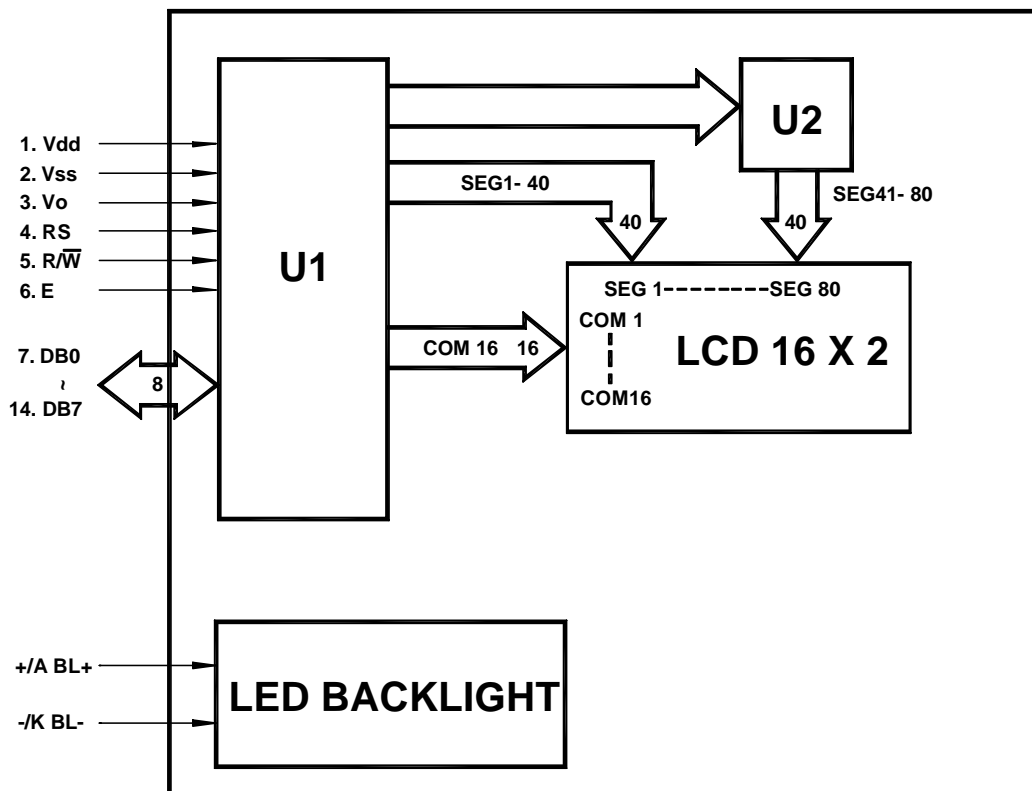 1. Vdd
2. Vss
3. Vo
4. RS
5. R/W̅
6. E
7. DB0
~
14. DB7
8
U1
U2
SEG1- 40
40
SEG41- 80
40
COM 16 16
SEG 1---------SEG 80
COM 1
COM16
LCD 16 X 2
+/A BL+
-/K BL-
LED BACKLIGHT